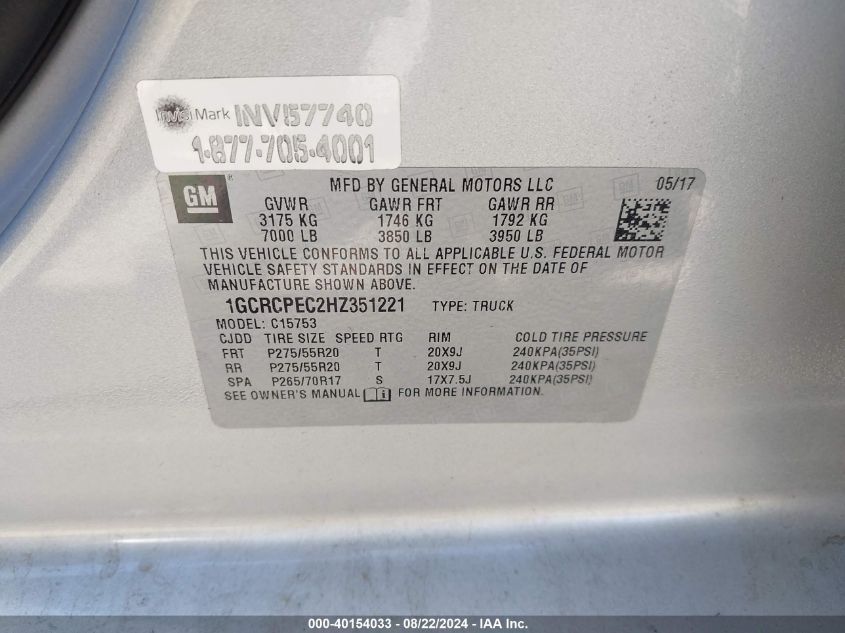 InvisiMark INV57740
1-877-705-4001
GM ® MFD BY GENERAL MOTORS LLC 05/17
GVWR GAWR FRT GAWR RR
3175 KG 1746 KG 1792 KG
7000 LB 3850 LB 3950 LB
THIS VEHICLE CONFORMS TO ALL APPLICABLE U.S. FEDERAL MOTOR
VEHICLE SAFETY STANDARDS IN EFFECT ON THE DATE OF
MANUFACTURE SHOWN ABOVE.
1GCRCPEC2HZ351221 TYPE: TRUCK
MODEL: C15753
CJDD TIRE SIZE SPEED RTG RIM COLD TIRE PRESSURE
FRT P275/55R20 T 20X9J 240KPA(35PSI)
RR P275/55R20 T 20X9J 240KPA(35PSI)
SPA P265/70R17 S 17X7.5J 240KPA(35PSI)
SEE OWNER'S MANUAL FOR MORE INFORMATION.
000-40154033 - 08/22/2024 - IAA Inc.